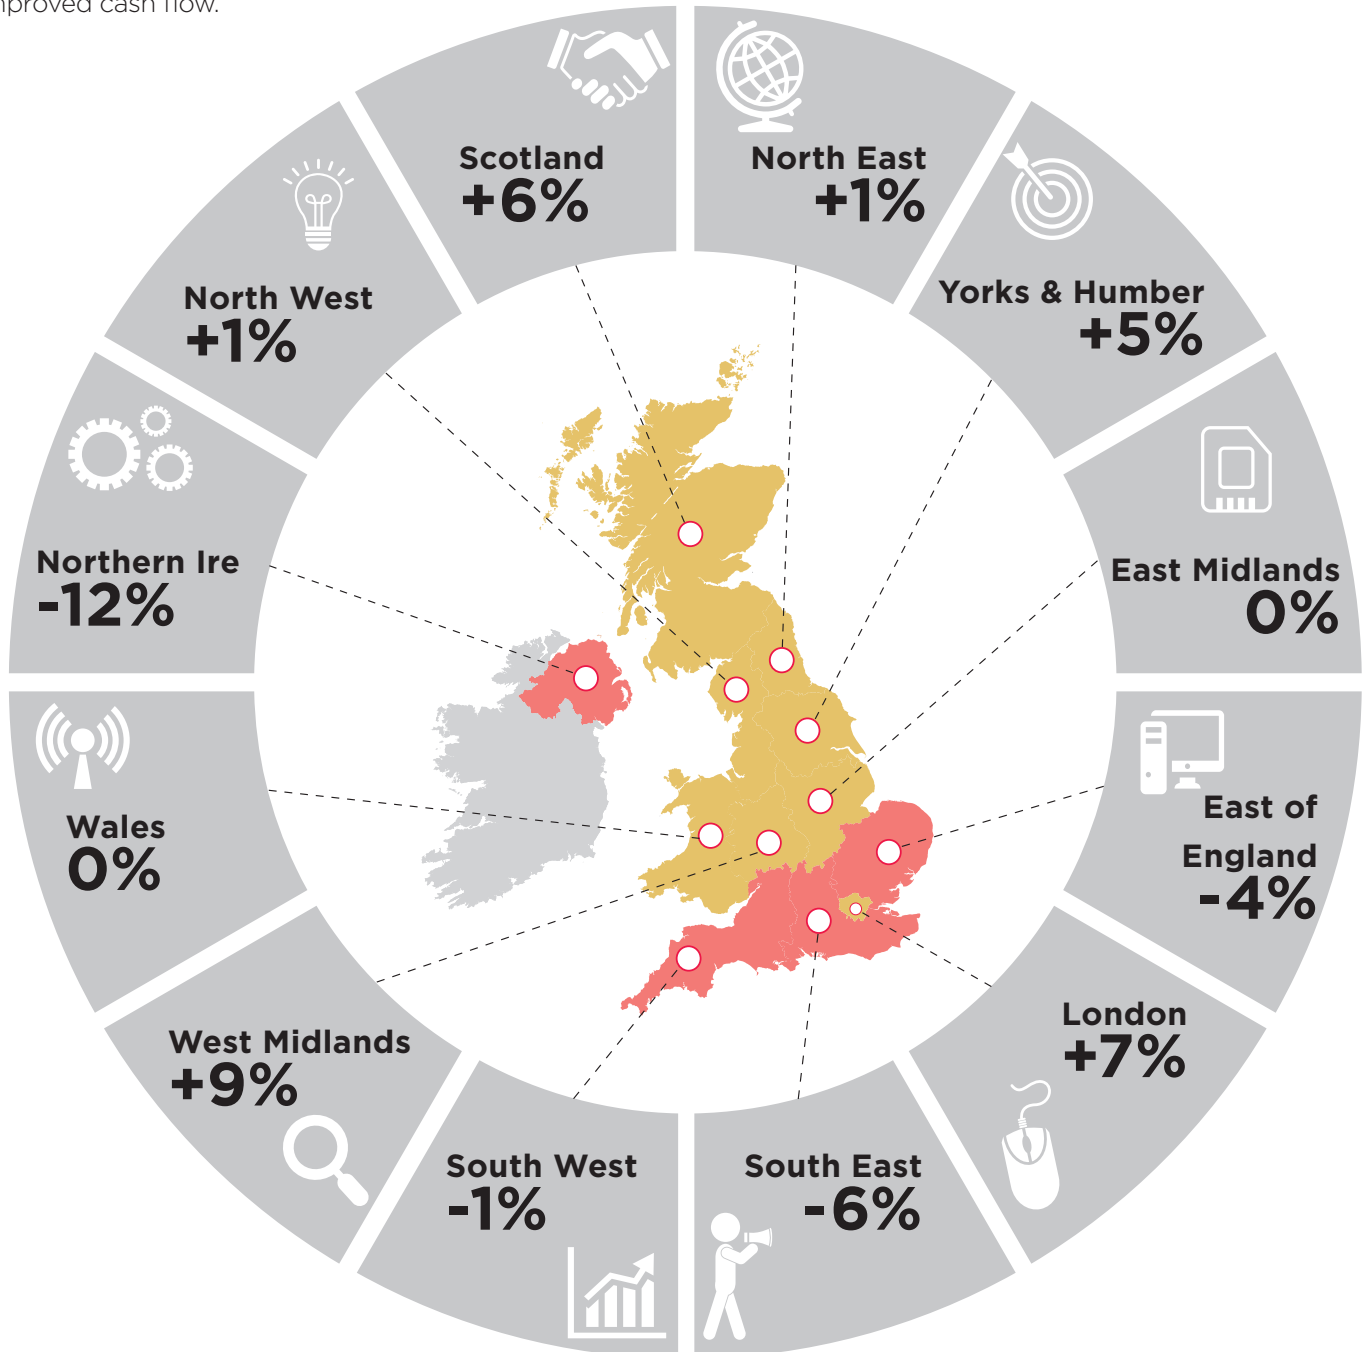 cash flow.
Scotland
+6%
North East
+1%
Yorks & Humber
+5%
East Midlands
0%
East of
England
-4%
London
+7%
South East
-6%
South West
-1%
West Midlands
+9%
Wales
0%
Northern Ire
-12%
North West
+1%